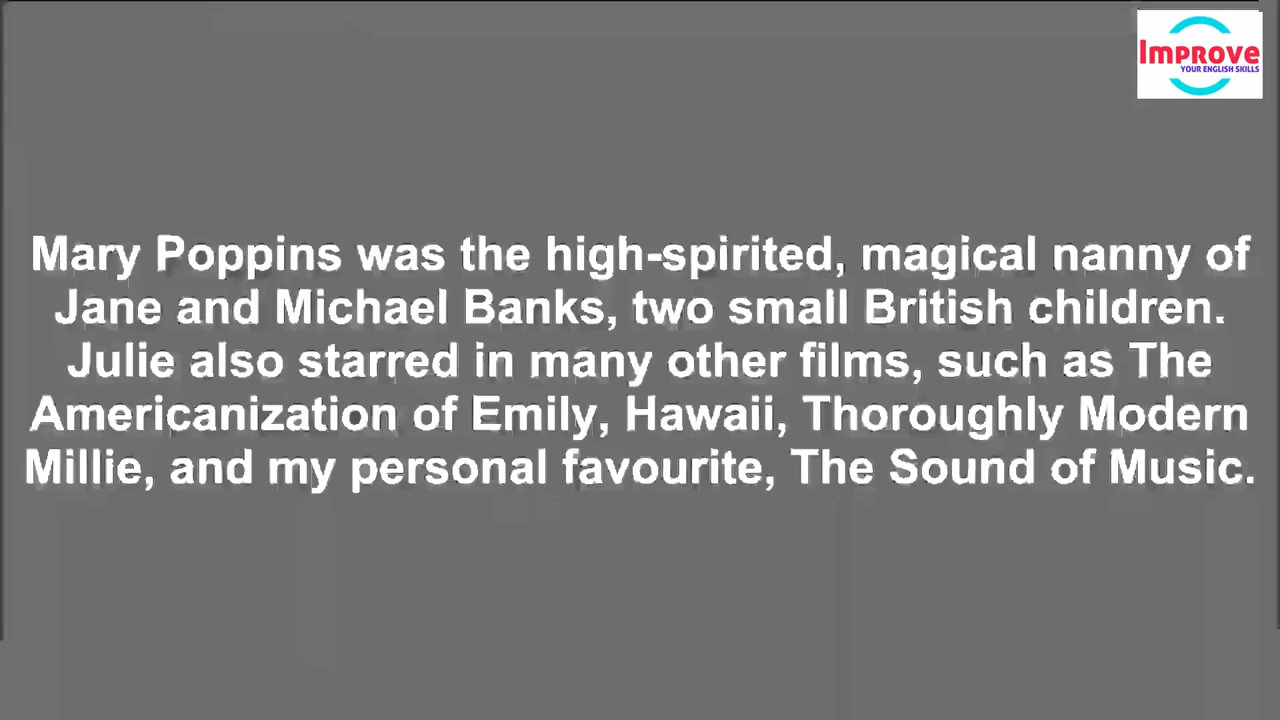 Improve
YOUR ENGLISH SKILLS
Mary Poppins was the high-spirited, magical nanny of
Jane and Michael Banks, two small British children.
Julie also starred in many other films, such as The
Americanization of Emily, Hawaii, Thoroughly Modern
Millie, and my personal favourite, The Sound of Music.